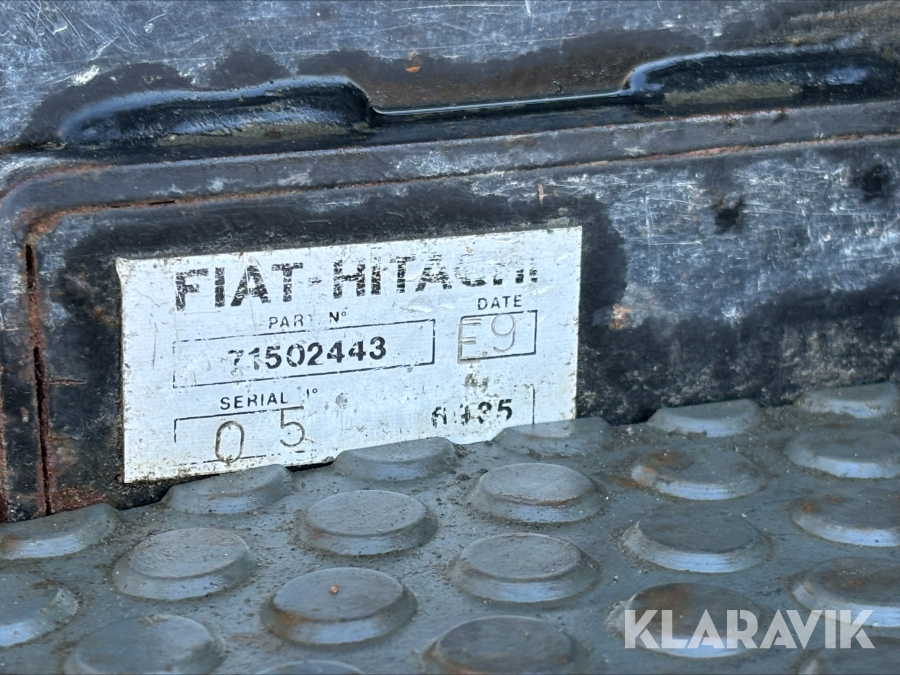 FIAT-HITACHI
PART N°
DATE
71502443
E9
SERIAL N°
05
KLARAVIK